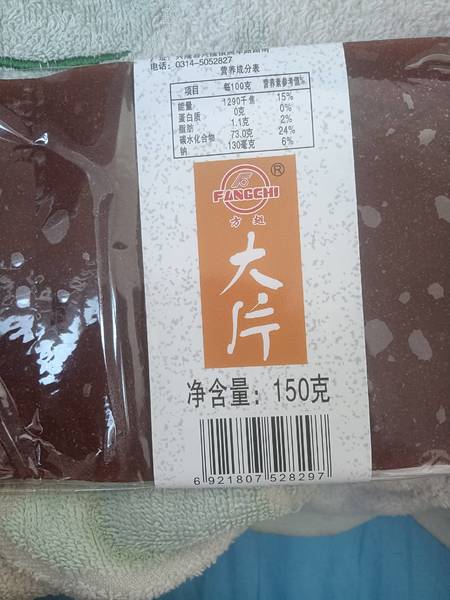 电话：0314-5052827
营养成分表
项目 每100克 营养素参考值%
能量： 1290千焦 15%
蛋白质 0克 0%
脂肪 1.1克 2%
碳水化合物 73.0克 24%
钠 130毫克 6%
®
FANGCHI
大
片
净含量：150克
6 921807 528297